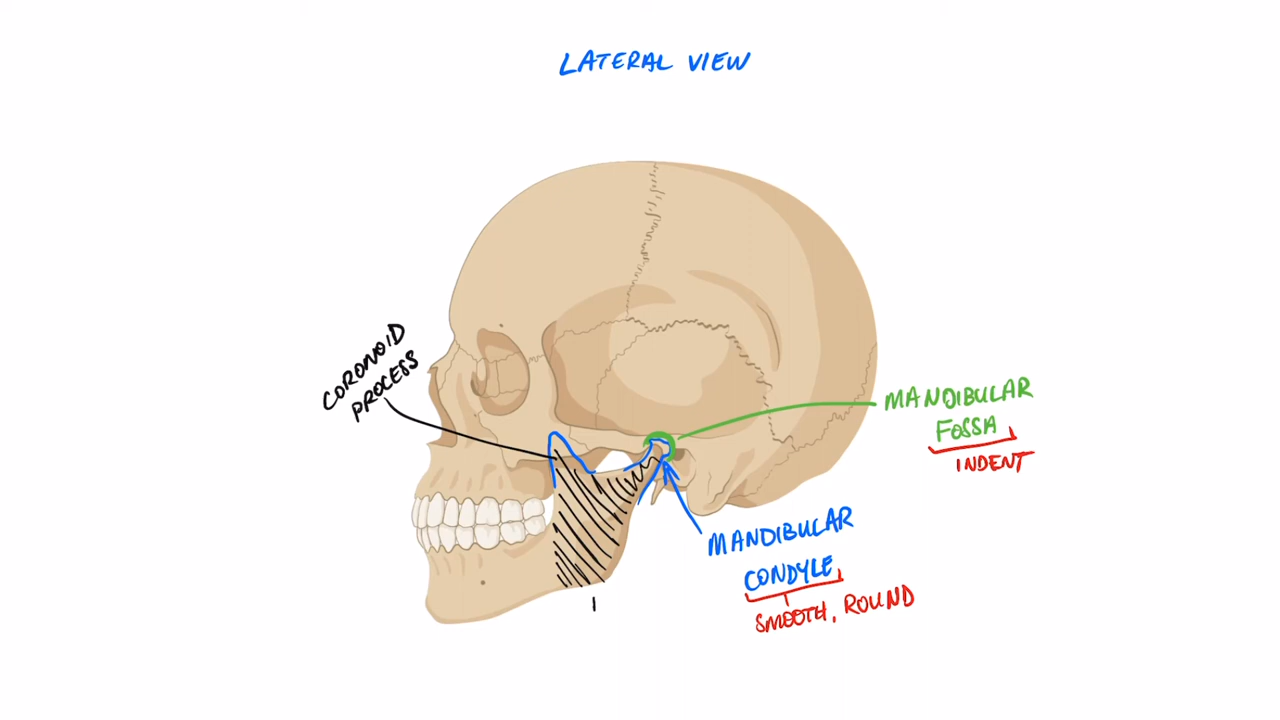 LATERAL VIEW
CORONOID
PROCESS
MANDIBULAR
FOSSA
INDENT
MANDIBULAR
CONDYLE
SMOOTH, ROUND